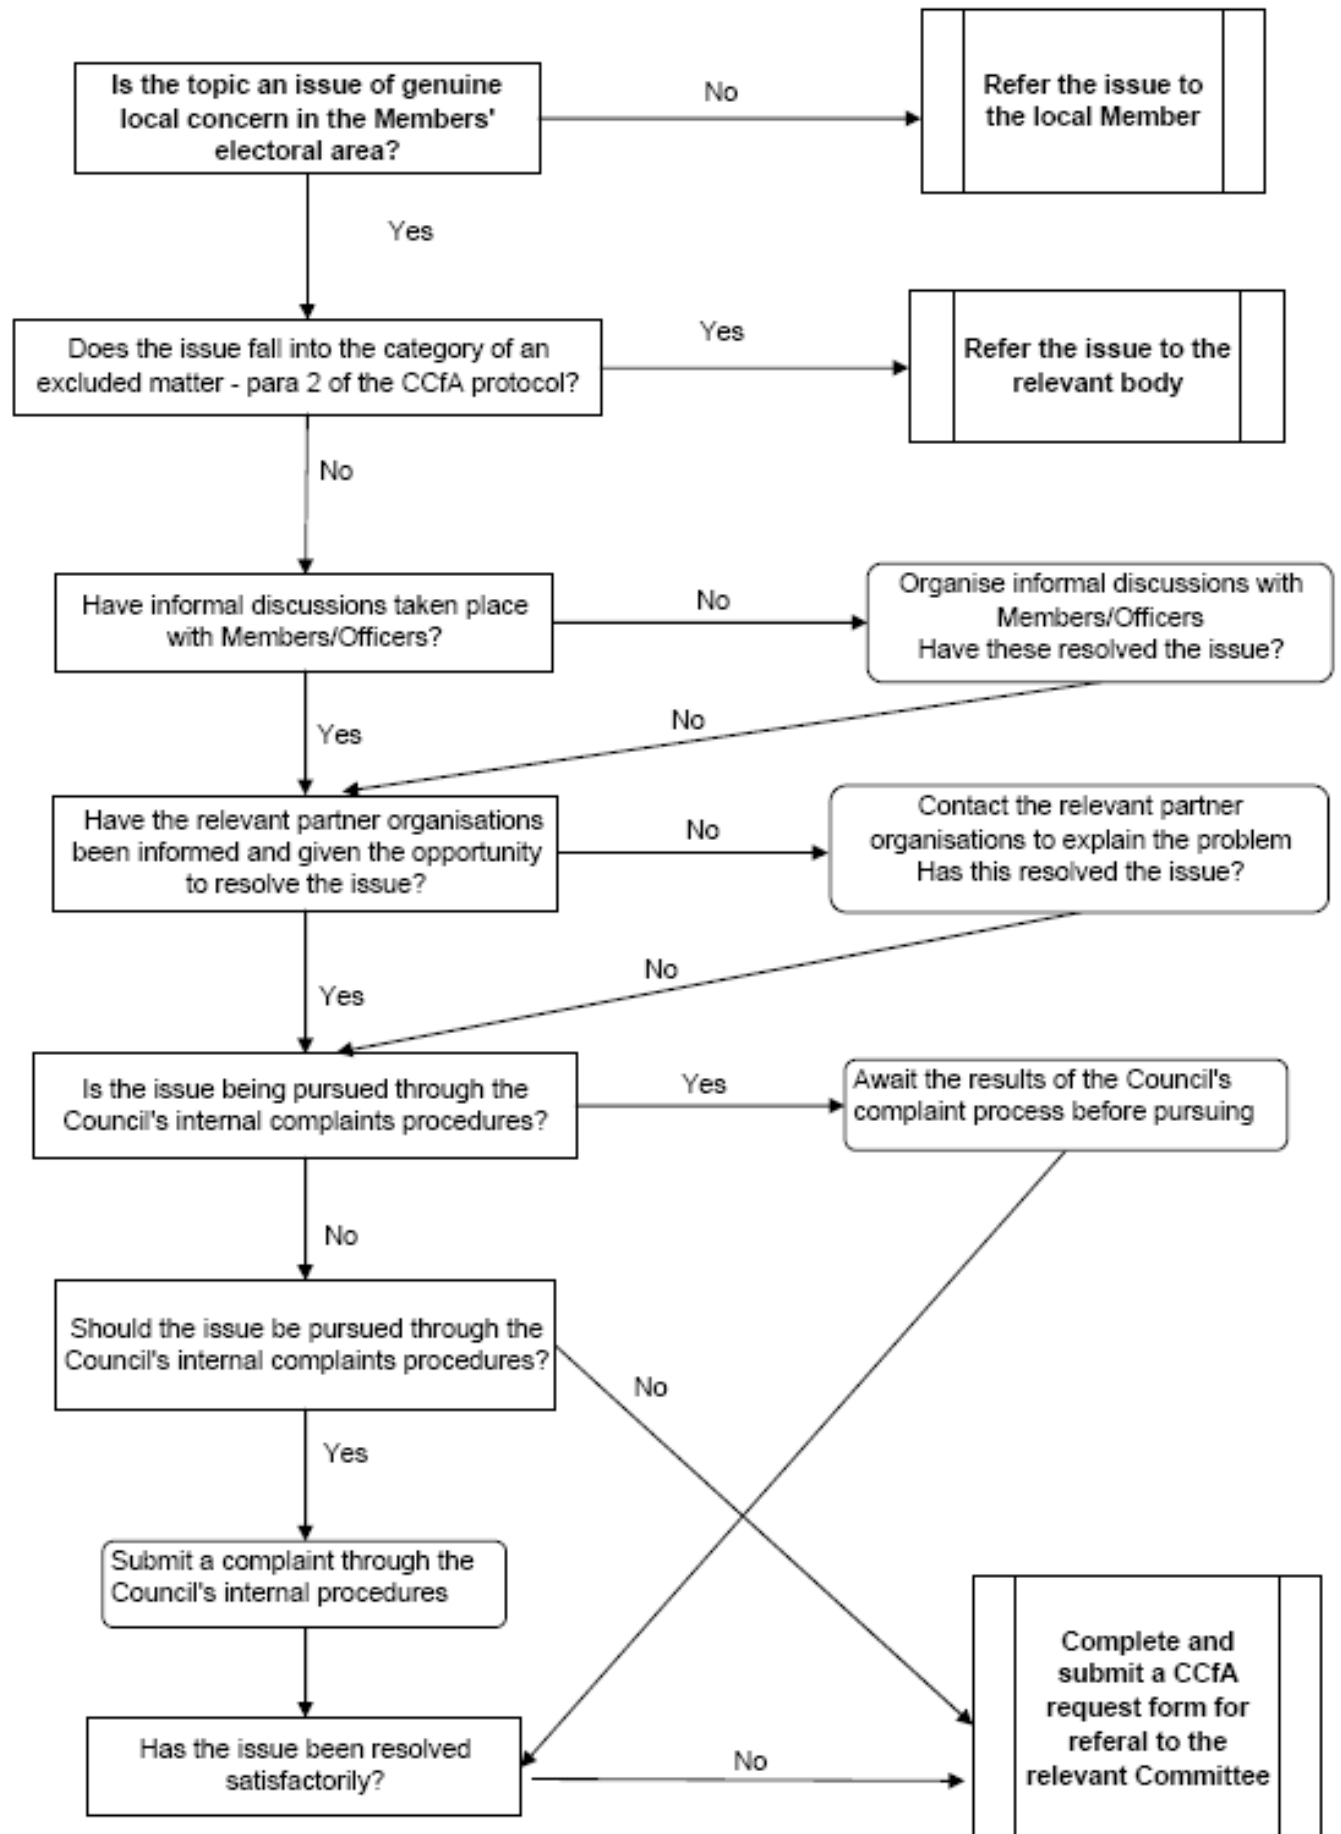 Is the topic an issue of genuine
local concern in the Members'
electoral area?
No
Refer the issue to
the local Member
Yes
Does the issue fall into the category of an
excluded matter - para 2 of the CCfA protocol?
Yes
Refer the issue to the
relevant body
No
Have informal discussions taken place
with Members/Officers?
No
Organise informal discussions with
Members/Officers
Have these resolved the issue?
Yes
No
Have the relevant partner organisations
been informed and given the opportunity
to resolve the issue?
No
Contact the relevant partner
organisations to explain the problem
Has this resolved the issue?
Yes
No
Is the issue being pursued through the
Council's internal complaints procedures?
Yes
Await the results of the Council's
complaint process before pursuing
No
Should the issue be pursued through the
Council's internal complaints procedures?
No
Yes
Submit a complaint through the
Council's internal procedures
Has the issue been resolved
satisfactorily?
No
Complete and
submit a CCfA
request form for
referal to the
relevant Committee